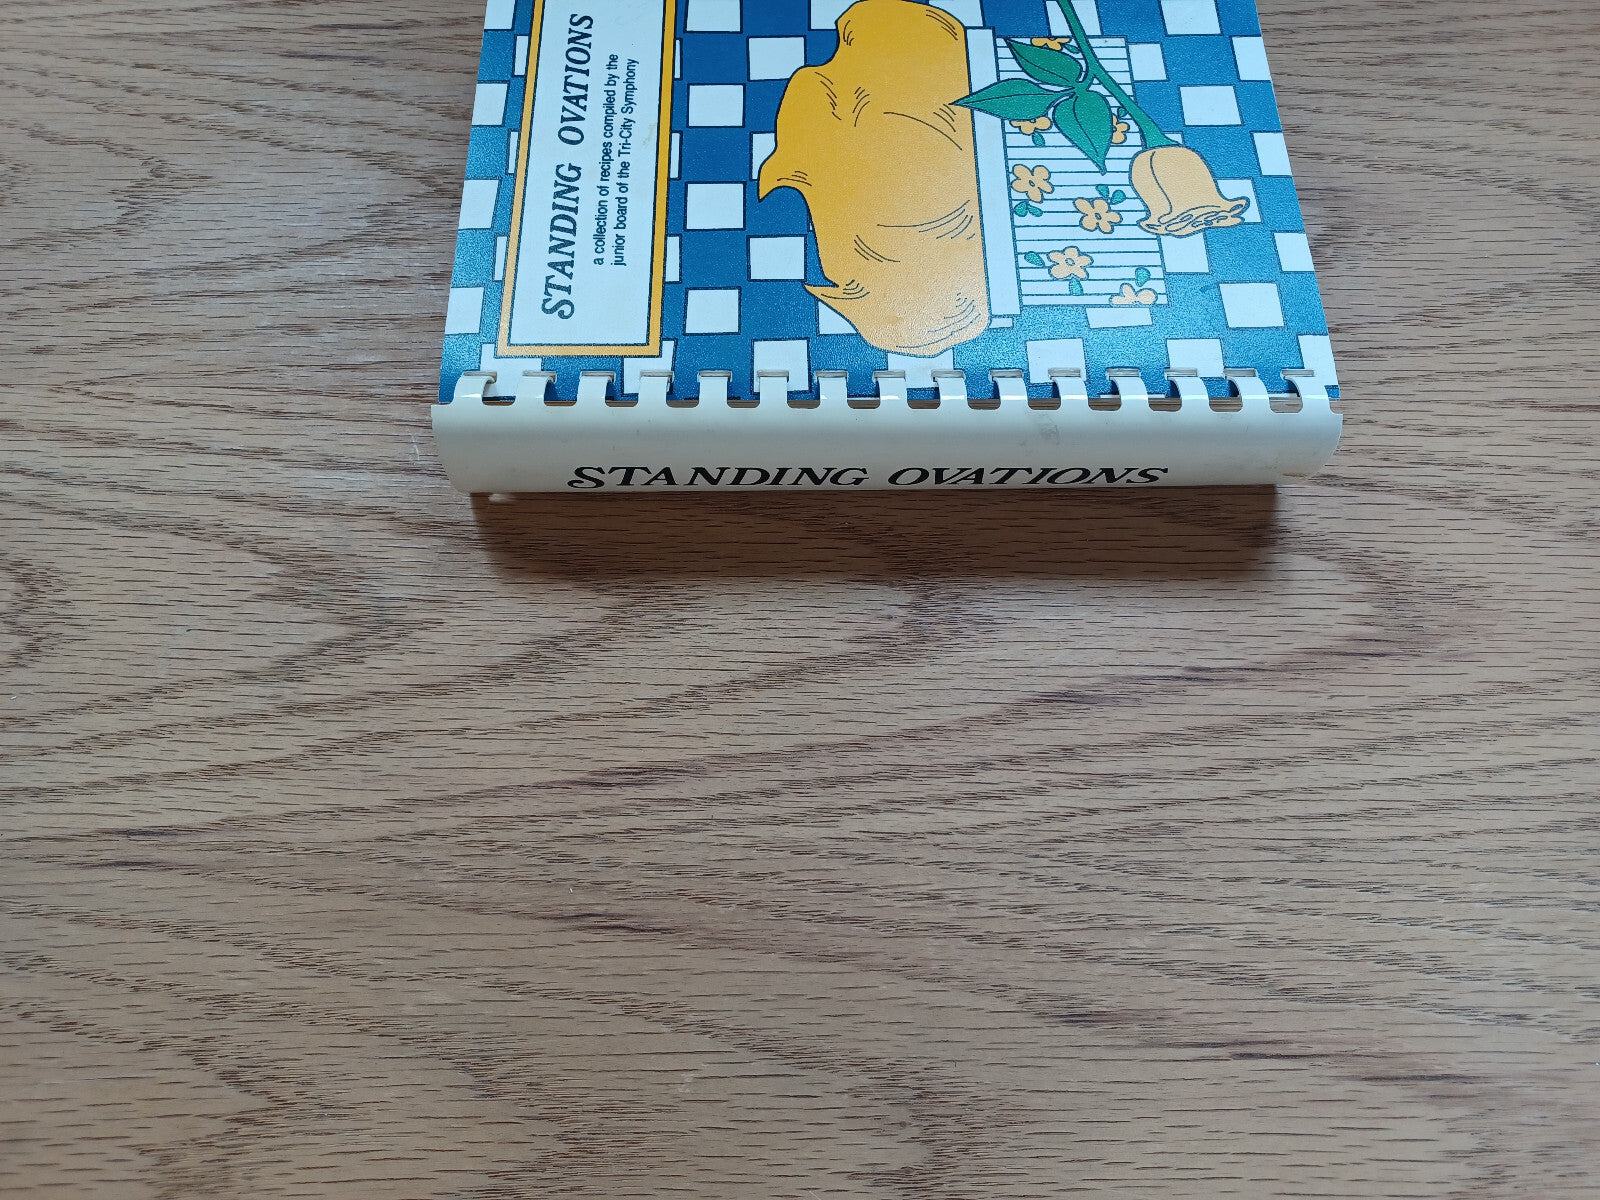 STANDING OVATIONS
a collection of recipes compiled by the
junior board of the Tri-City Symphony
STANDING OVATIONS